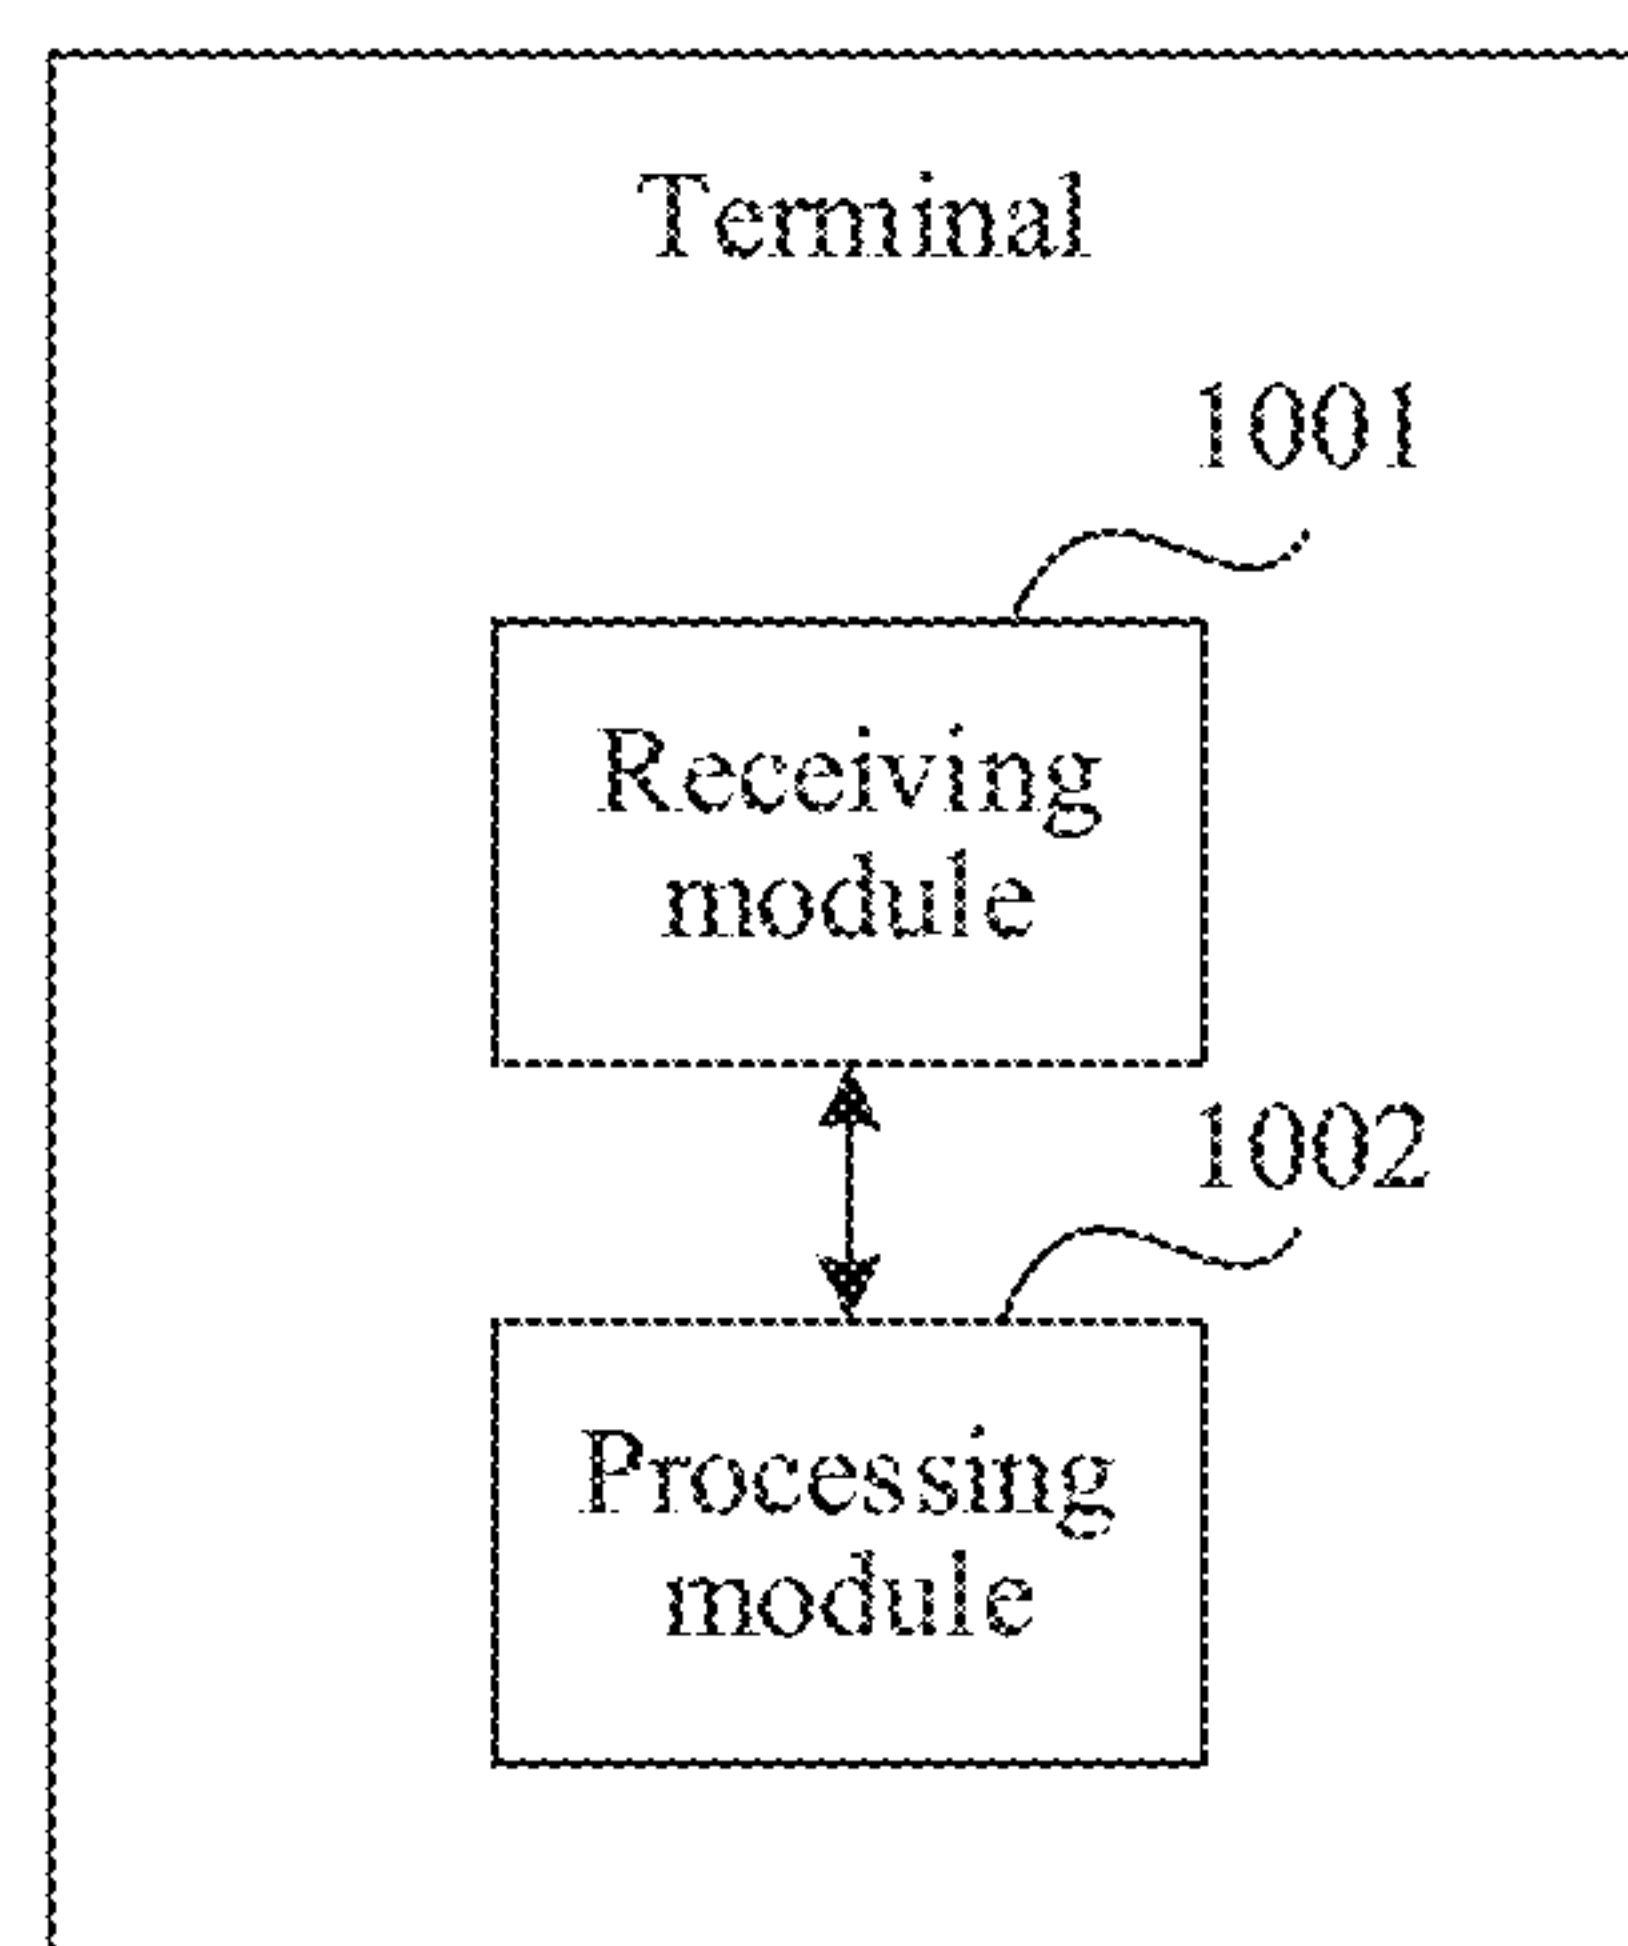 Terminal
1001
Receiving
module
1002
Processing
module